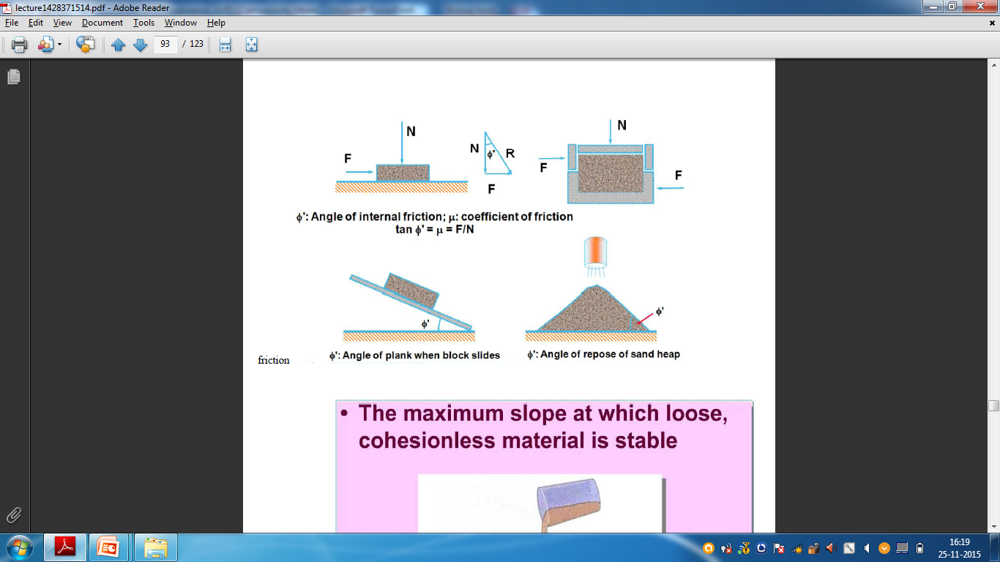 lecture1428371514.pdf - Adobe Reader
File Edit View Document Tools Window Help
93 / 123
N
F
N
φ'
R
F
N
F
F
φ': Angle of internal friction; μ: coefficient of friction
tan φ' = μ = F/N
φ'
φ'
φ': Angle of plank when block slides
φ': Angle of repose of sand heap
friction
• The maximum slope at which loose,
cohesionless material is stable
16:19
25-11-2015